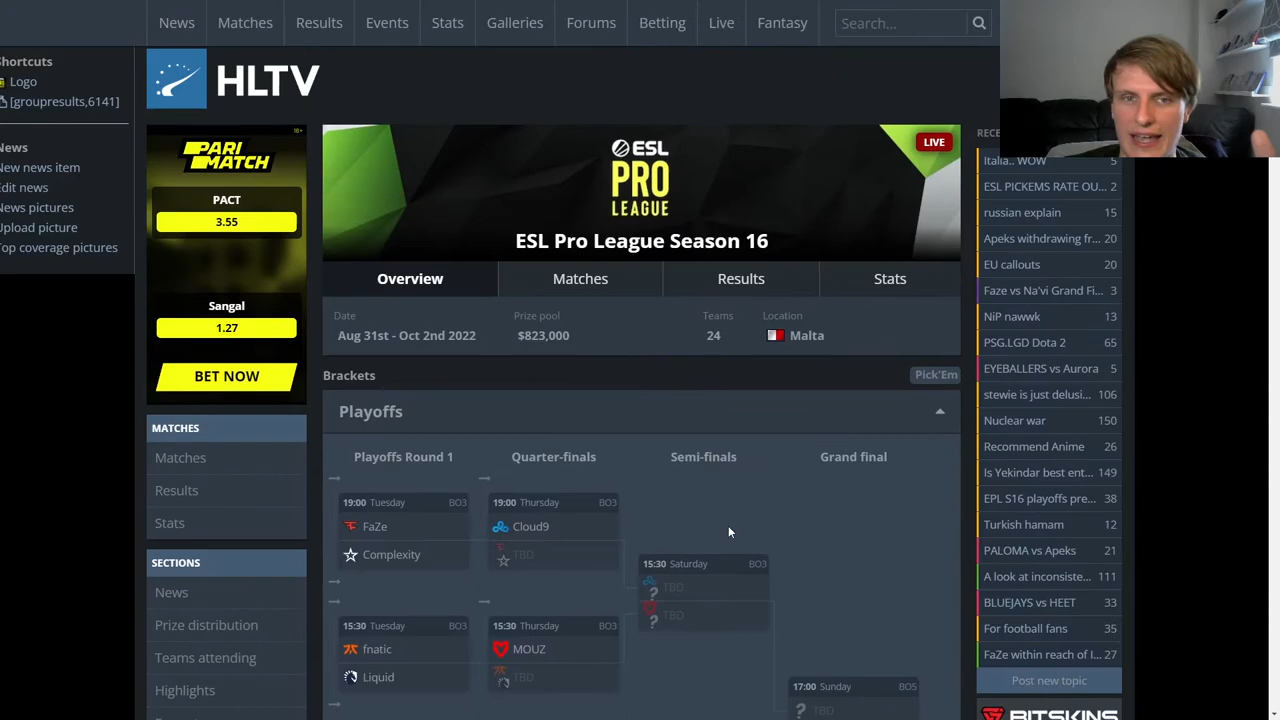 News Matches Results Events Stats Galleries Forums Betting Live Fantasy Search...
Shortcuts
Logo
[groupresults,6141]
News
New news item
Edit news
News pictures
Upload picture
Top coverage pictures
HLTV
18+
PARI MATCH
PACT
3.55
Sangal
1.27
BET NOW
MATCHES
Matches
Results
Stats
SECTIONS
News
Prize distribution
Teams attending
Highlights
LIVE
ESL
PRO
LEAGUE
ESL Pro League Season 16
Overview Matches Results Stats
Date Prize pool Teams Location
Aug 31st - Oct 2nd 2022 $823,000 24 Malta
Brackets Pick'Em
Playoffs
Playoffs Round 1 Quarter-finals Semi-finals Grand final
19:00 Tuesday BO3
FaZe
Complexity
19:00 Thursday BO3
Cloud9
TBD
15:30 Saturday BO3
? TBD
? TBD
15:30 Tuesday BO3
fnatic
Liquid
15:30 Thursday BO3
MOUZ
TBD
17:00 Sunday BO5
? TBD
RECE
Italia.. WOW 5
ESL PICKEMS RATE OU... 2
russian explain 15
Apeks withdrawing fr... 20
EU callouts 20
Faze vs Na'vi Grand Fi... 3
NiP nawwk 13
PSG.LGD Dota 2 65
EYEBALLERS vs Aurora 5
stewie is just delusi... 106
Nuclear war 150
Recommend Anime 26
Is Yekindar best ent... 149
EPL S16 playoffs pre... 38
Turkish hamam 12
PALOMA vs Apeks 21
A look at inconsiste... 111
BLUEJAYS vs HEET 33
For football fans 35
FaZe within reach of I... 27
Post new topic
BITSKINS